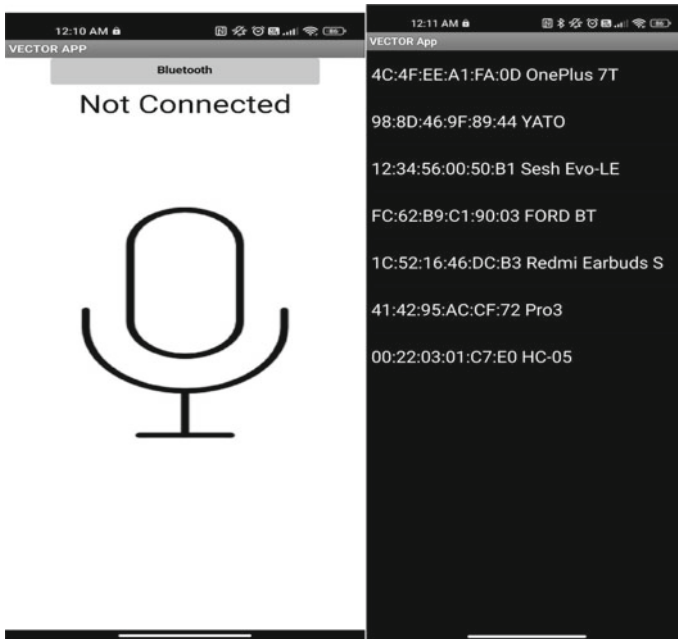 12:10 AM
VECTOR APP
Bluetooth
Not Connected
12:11 AM
VECTOR App
4C:4F:EE:A1:FA:0D OnePlus 7T
98:8D:46:9F:89:44 YATO
12:34:56:00:50:B1 Sesh Evo-LE
FC:62:B9:C1:90:03 FORD BT
1C:52:16:46:DC:B3 Redmi Earbuds S
41:42:95:AC:CF:72 Pro3
00:22:03:01:C7:E0 HC-05